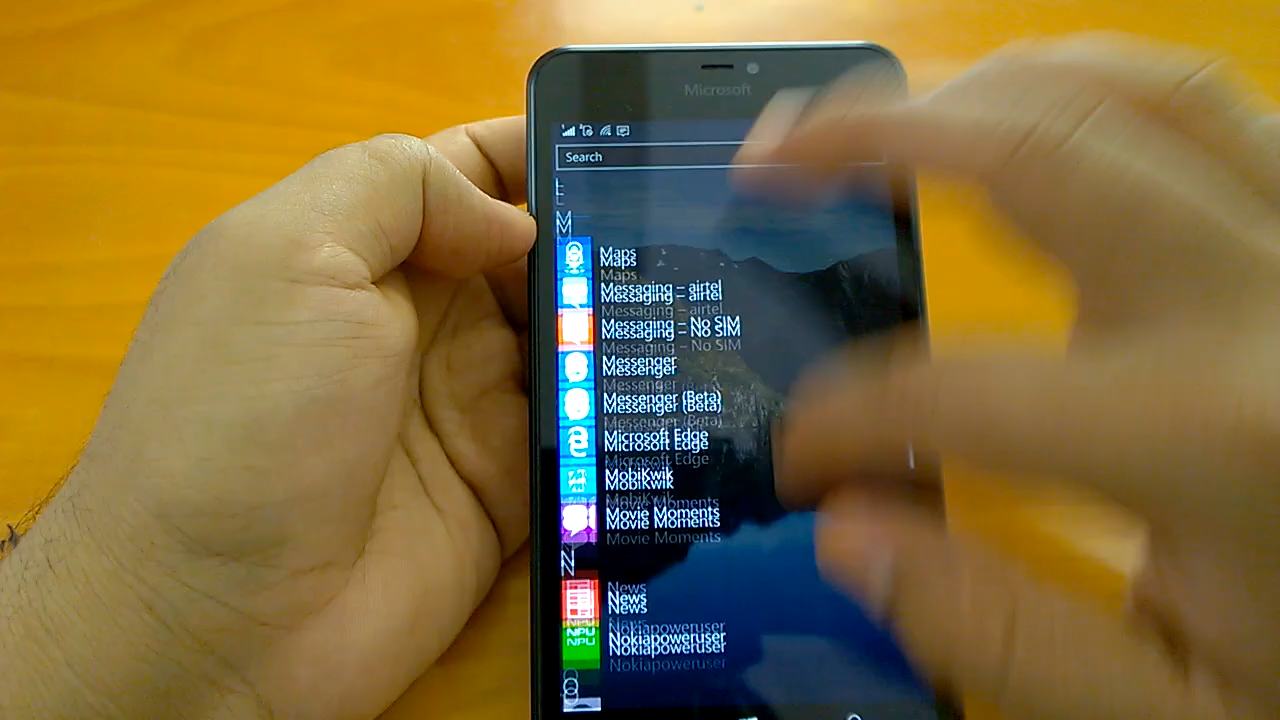 Microsoft
Search
L
M
Maps
Messaging – airtel
Messaging – No SIM
Messenger
Messenger (Beta)
Microsoft Edge
MobiKwik
Movie Moments
N
News
NPU
Nokiapoweruser
O